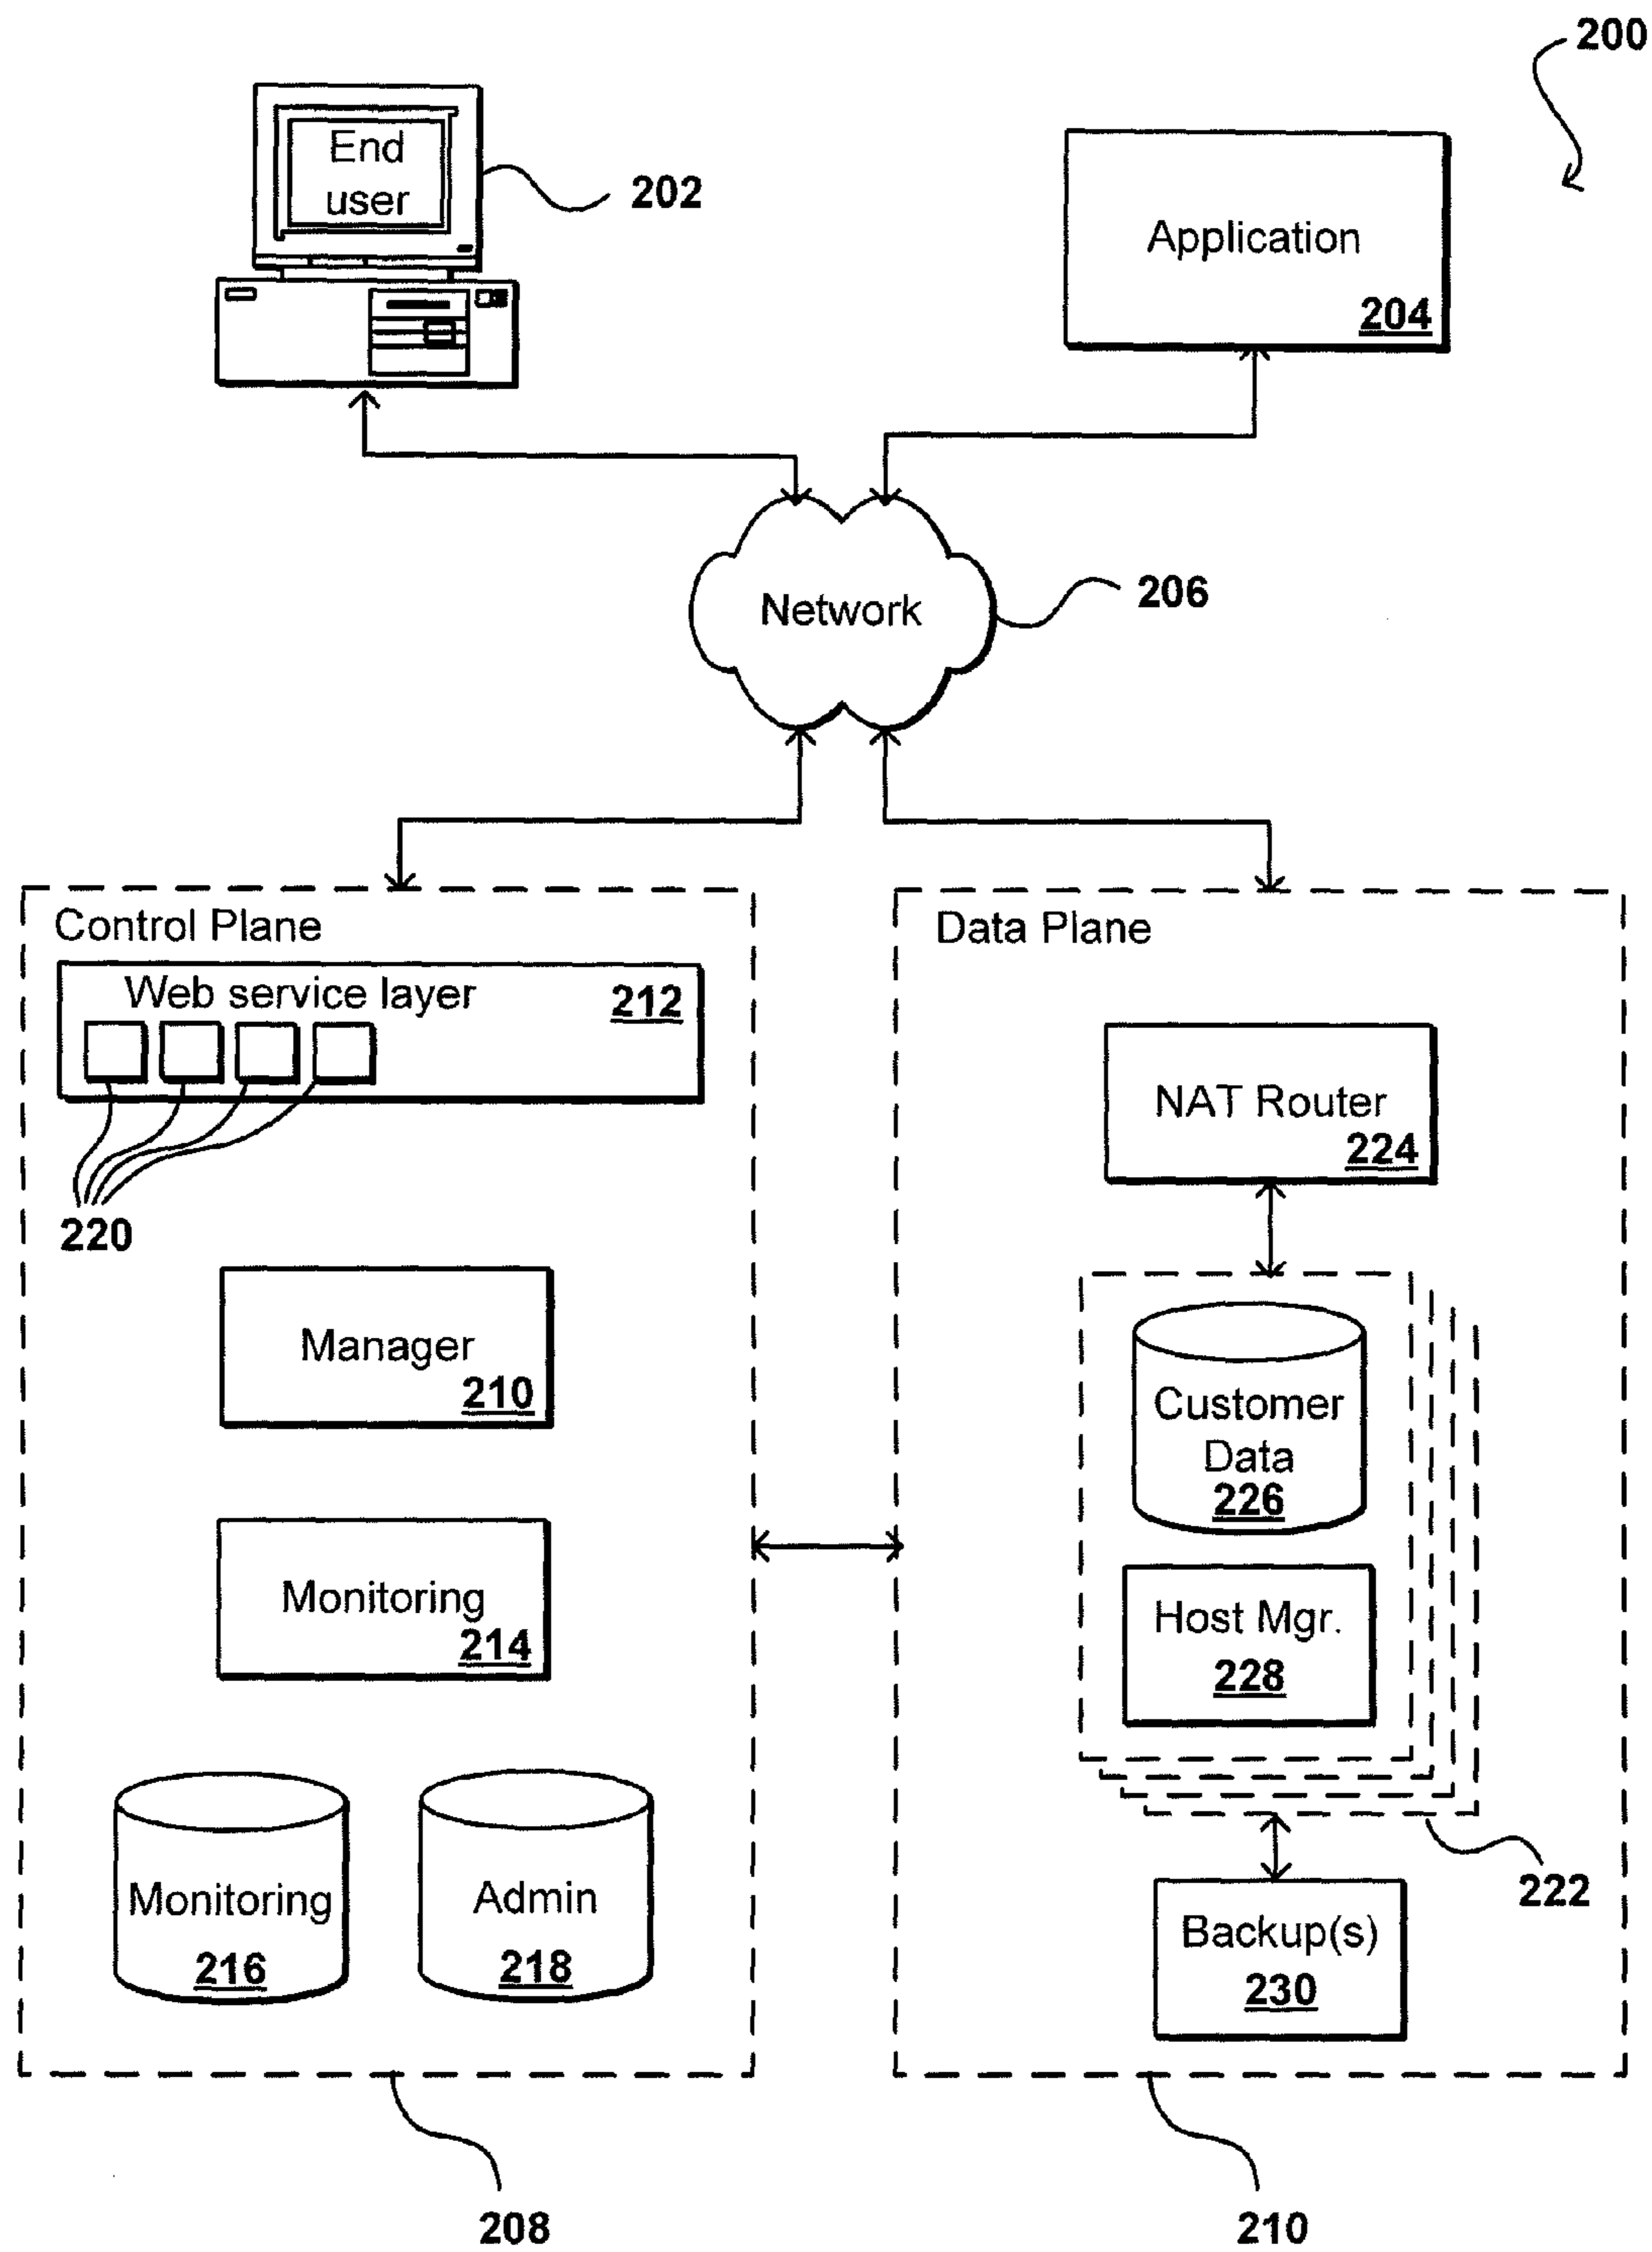 200
End
user
202
Application
204
Network
206
Control Plane
Web service layer
212
220
Manager
210
Monitoring
214
Monitoring
216
Admin
218
208
Data Plane
NAT Router
224
Customer
Data
226
Host Mgr.
228
222
Backup(s)
230
210